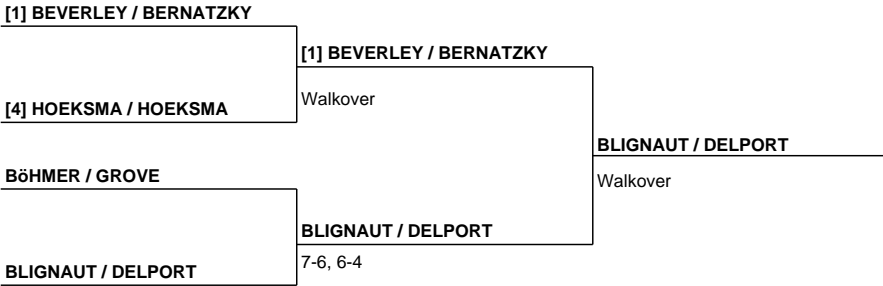 [1] BEVERLEY / BERNATZKY
[1] BEVERLEY / BERNATZKY
Walkover
[4] HOEKSMA / HOEKSMA
BLIGNAUT / DELPORT
Walkover
BöHMER / GROVE
BLIGNAUT / DELPORT
7-6, 6-4
BLIGNAUT / DELPORT